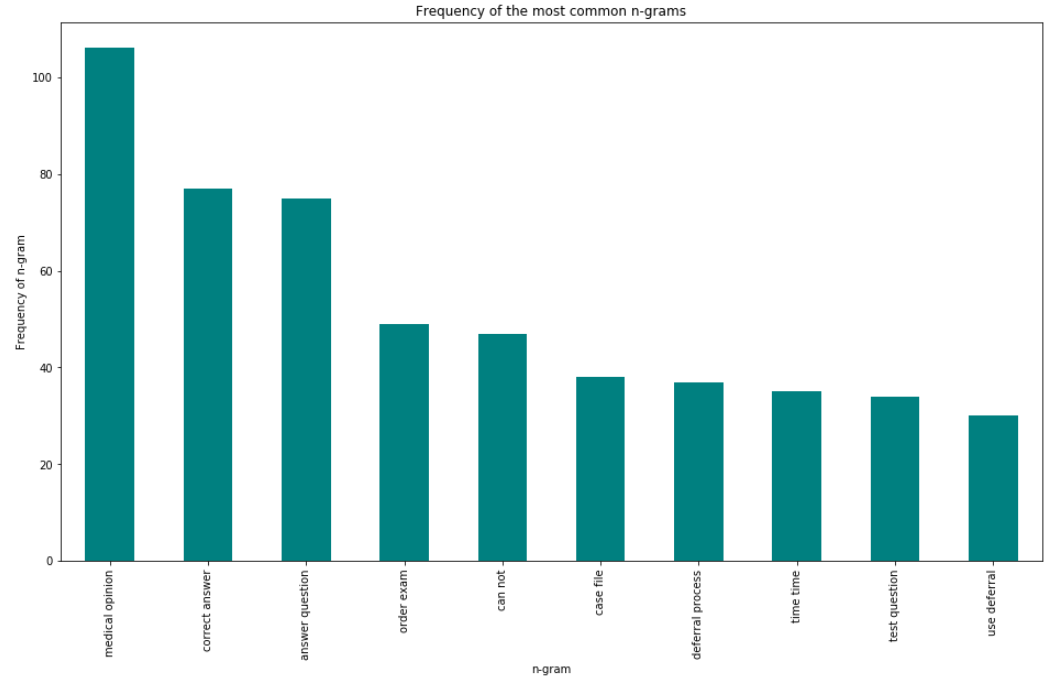 Frequency of the most common n-grams
Frequency of n-gram
100
80
60
40
20
0
medical opinion
correct answer
answer question
order exam
can not
case file
deferral process
time time
test question
use deferral
n-gram